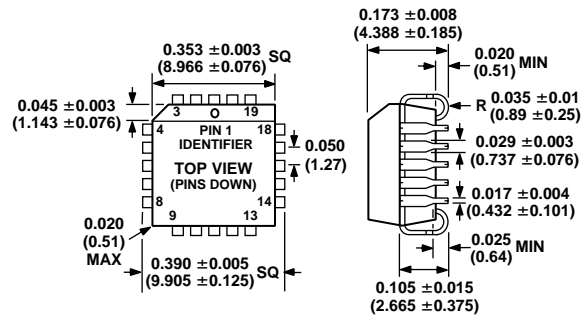 0.353 ±0.003 SQ
(8.966 ±0.076)
0.045 ±0.003
(1.143 ±0.076)
3
19
4
PIN 1
IDENTIFIER
18
TOP VIEW
(PINS DOWN)
0.050
(1.27)
8
9
13
14
0.020
(0.51)
MAX
0.390 ±0.005 SQ
(9.905 ±0.125)
0.173 ±0.008
(4.388 ±0.185)
0.020 MIN
(0.51)
R 0.035 ±0.01
(0.89 ±0.25)
0.029 ±0.003
(0.737 ±0.076)
0.017 ±0.004
(0.432 ±0.101)
0.025 MIN
(0.64)
0.105 ±0.015
(2.665 ±0.375)